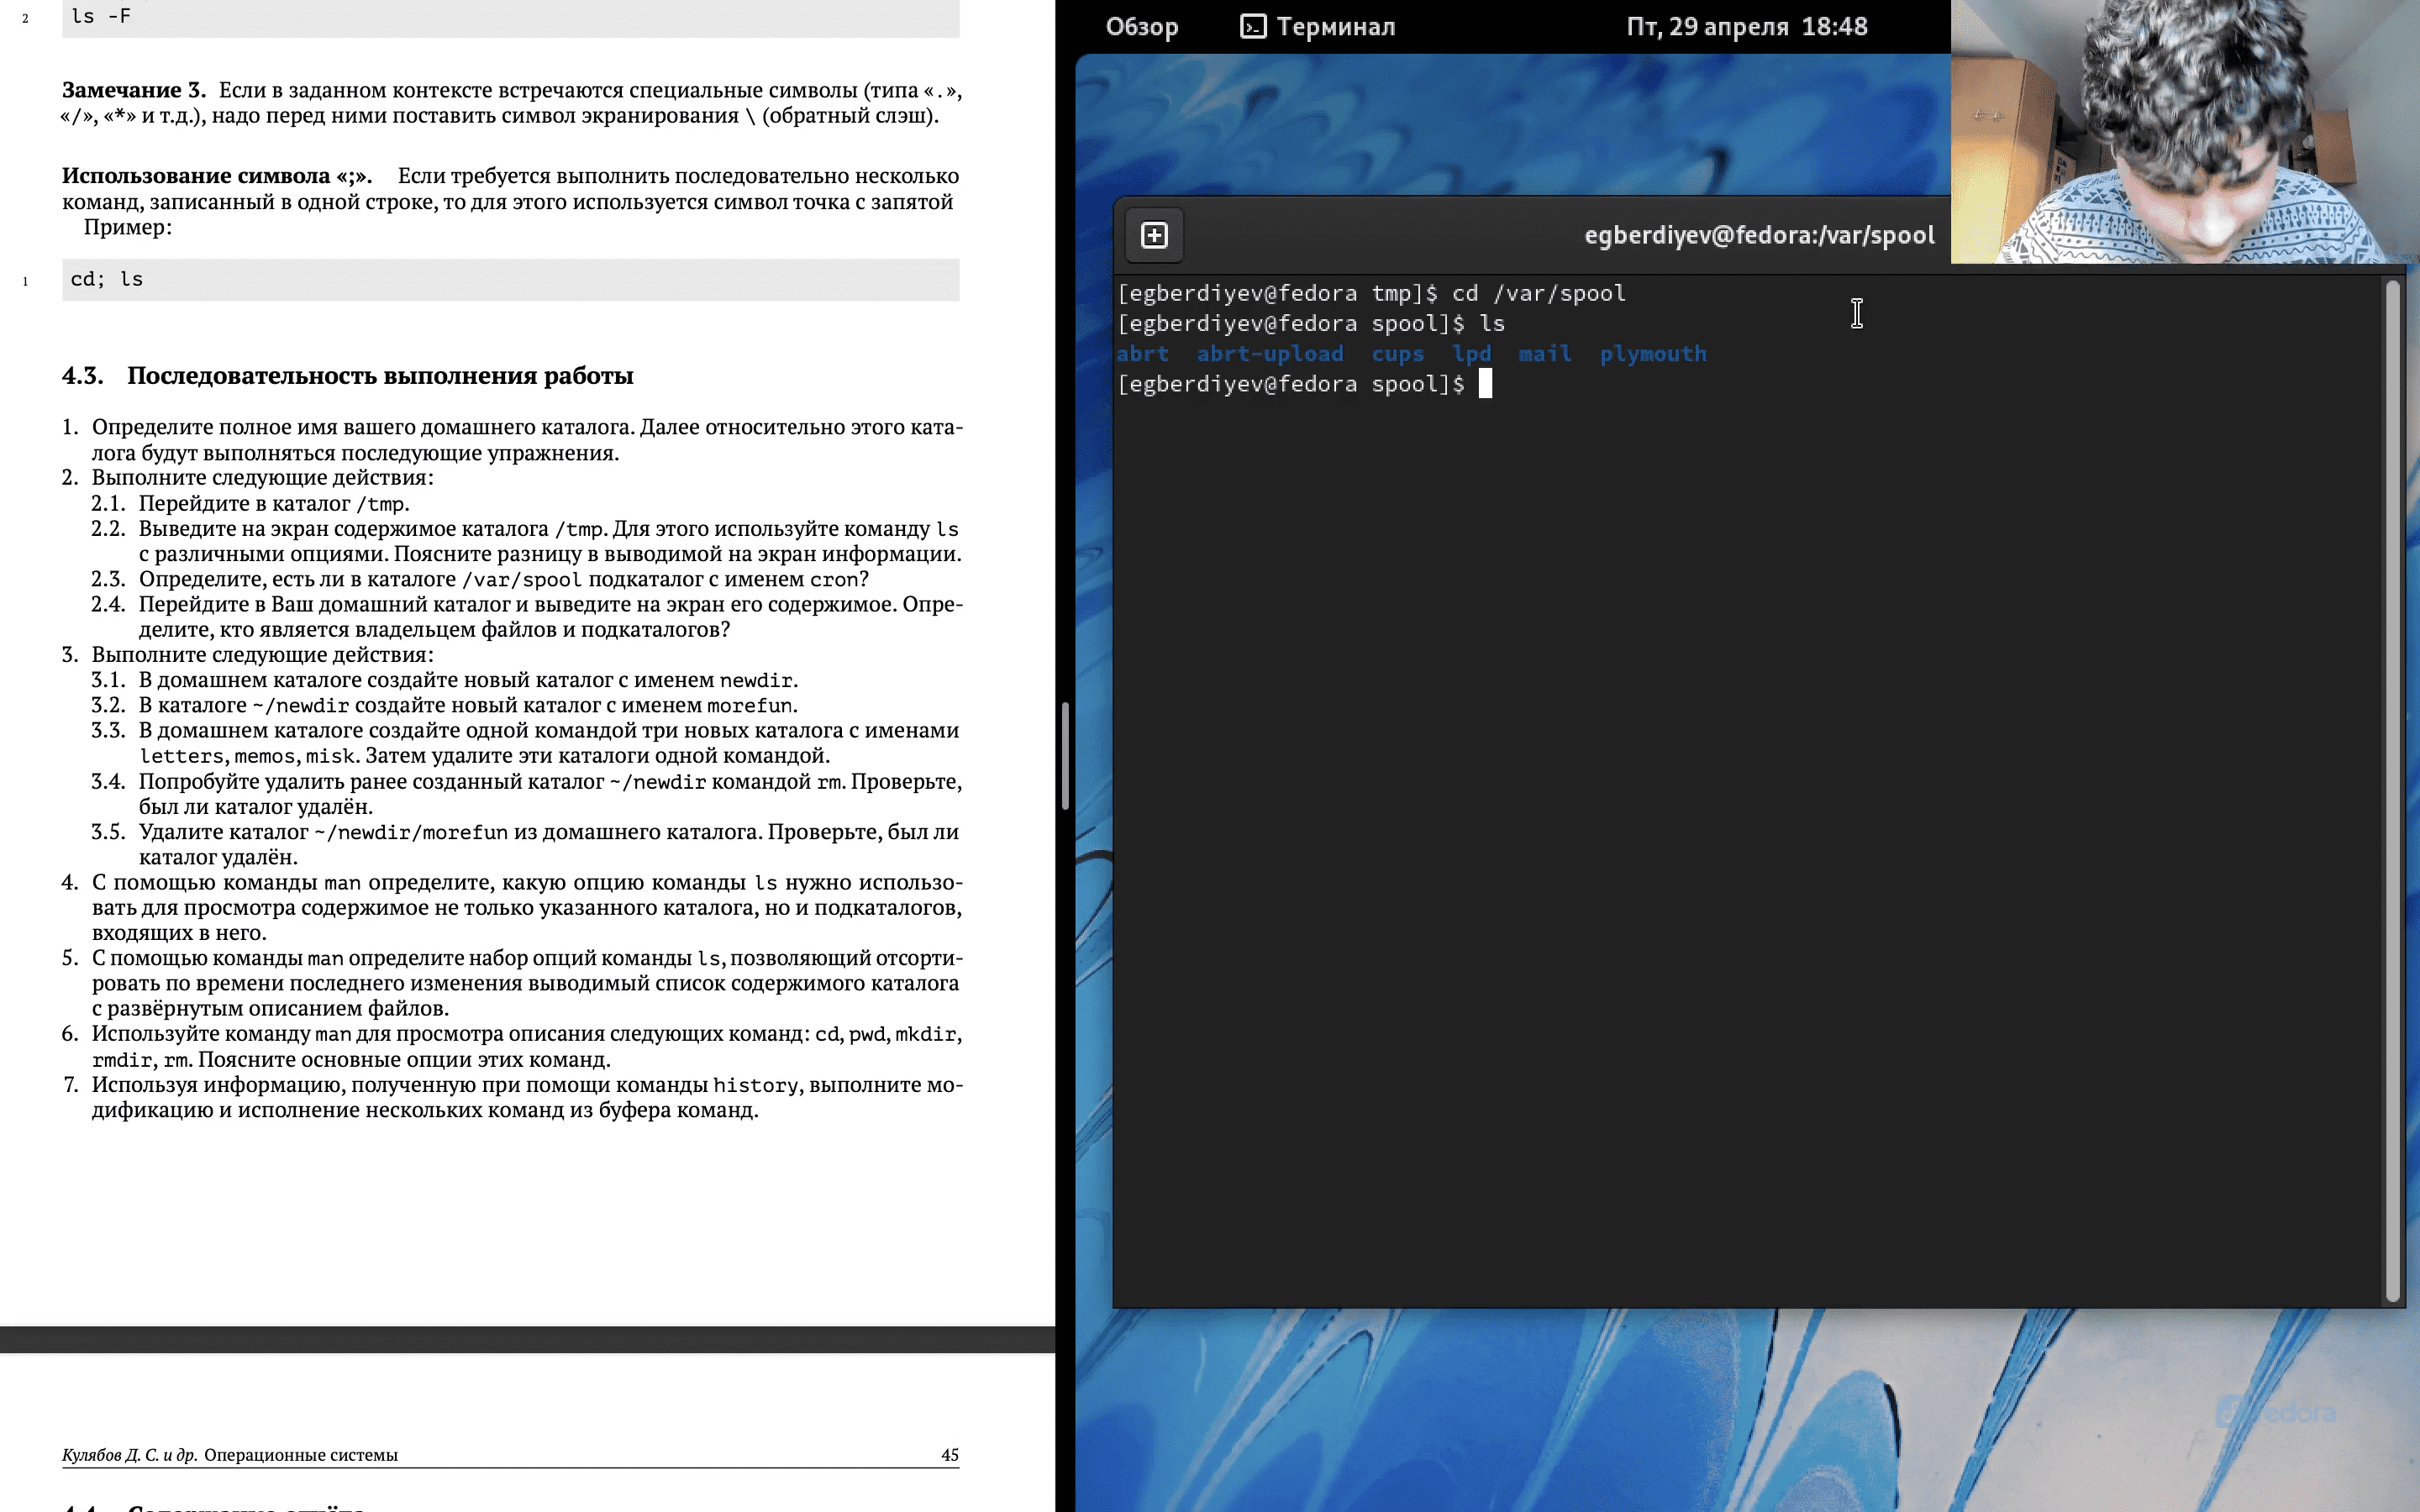 2
ls -F
Замечание 3. Если в заданном контексте встречаются специальные символы (типа «.»,
«/», «*» и т.д.), надо перед ними поставить символ экранирования \ (обратный слэш).
Использование символа «;». Если требуется выполнить последовательно несколько
команд, записанный в одной строке, то для этого используется символ точка с запятой
Пример:
1
cd; ls
4.3. Последовательность выполнения работы
1. Определите полное имя вашего домашнего каталога. Далее относительно этого ката-
лога будут выполняться последующие упражнения.
2. Выполните следующие действия:
2.1. Перейдите в каталог /tmp.
2.2. Выведите на экран содержимое каталога /tmp. Для этого используйте команду ls
с различными опциями. Поясните разницу в выводимой на экран информации.
2.3. Определите, есть ли в каталоге /var/spool подкаталог с именем cron?
2.4. Перейдите в Ваш домашний каталог и выведите на экран его содержимое. Опре-
делите, кто является владельцем файлов и подкаталогов?
3. Выполните следующие действия:
3.1. В домашнем каталоге создайте новый каталог с именем newdir.
3.2. В каталоге ~/newdir создайте новый каталог с именем morefun.
3.3. В домашнем каталоге создайте одной командой три новых каталога с именами
letters, memos, misk. Затем удалите эти каталоги одной командой.
3.4. Попробуйте удалить ранее созданный каталог ~/newdir командой rm. Проверьте,
был ли каталог удалён.
3.5. Удалите каталог ~/newdir/morefun из домашнего каталога. Проверьте, был ли
каталог удалён.
4. С помощью команды man определите, какую опцию команды ls нужно использо-
вать для просмотра содержимое не только указанного каталога, но и подкаталогов,
входящих в него.
5. С помощью команды man определите набор опций команды ls, позволяющий отсорти-
ровать по времени последнего изменения выводимый список содержимого каталога
с развёрнутым описанием файлов.
6. Используйте команду man для просмотра описания следующих команд: cd, pwd, mkdir,
rmdir, rm. Поясните основные опции этих команд.
7. Используя информацию, полученную при помощи команды history, выполните мо-
дификацию и исполнение нескольких команд из буфера команд.
Кулябов Д. С. и др. Операционные системы 45
Обзор Терминал Пт, 29 апреля 18:48
egberdiyev@fedora:/var/spool
[egberdiyev@fedora tmp]$ cd /var/spool
[egberdiyev@fedora spool]$ ls
abrt abrt-upload cups lpd mail plymouth
[egberdiyev@fedora spool]$
fedora